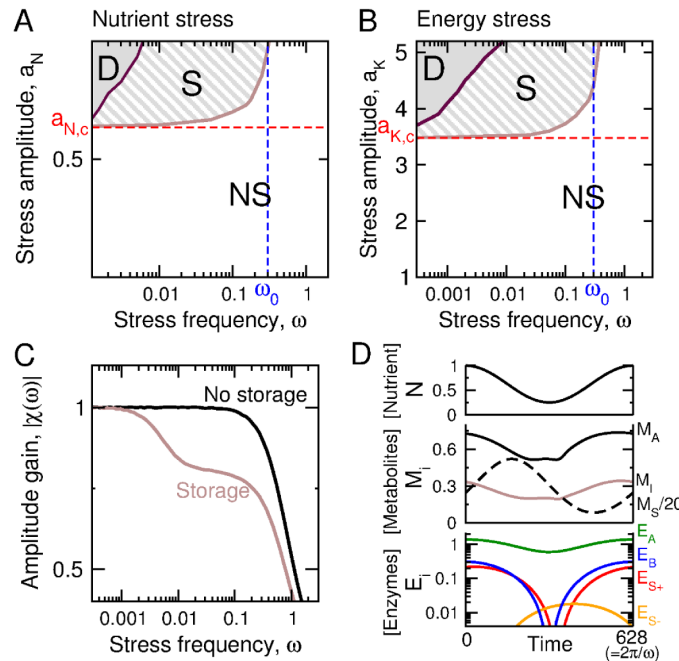 A Nutrient stress
Stress amplitude, a_N
D
S
a_N,c
0.5
NS
0.01 0.1 ω_0 1
Stress frequency, ω
B Energy stress
Stress amplitude, a_K
5
4
a_K,c
3
2
1
D
S
NS
0.001 0.01 0.1 ω_0 1
Stress frequency, ω
C
Amplitude gain, |χ(ω)|
1
0.5
No storage
Storage
0.001 0.01 0.1 1
Stress frequency, ω
D
[Nutrient]
N
1
0.5
0
[Metabolites]
M_i
0.6
0.3
0
M_A
M_I
M_S/20
[Enzymes]
E_i
1
0.1
0.01
E_A
E_B
E_S+
E_S-
0 Time 628
(=2π/ω)